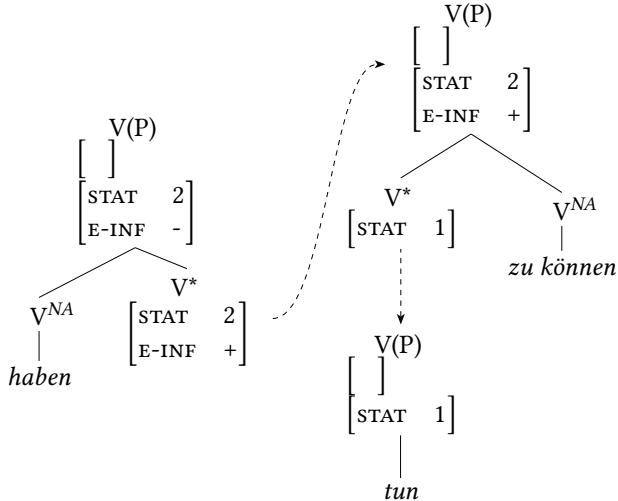 V(P)
[ ]
[STAT 2
E-INF -]
V^NA
haben
V*
[STAT 2
E-INF +]
V(P)
[ ]
[STAT 2
E-INF +]
V*
[STAT 1]
V^NA
zu können
V(P)
[ ]
[STAT 1]
tun